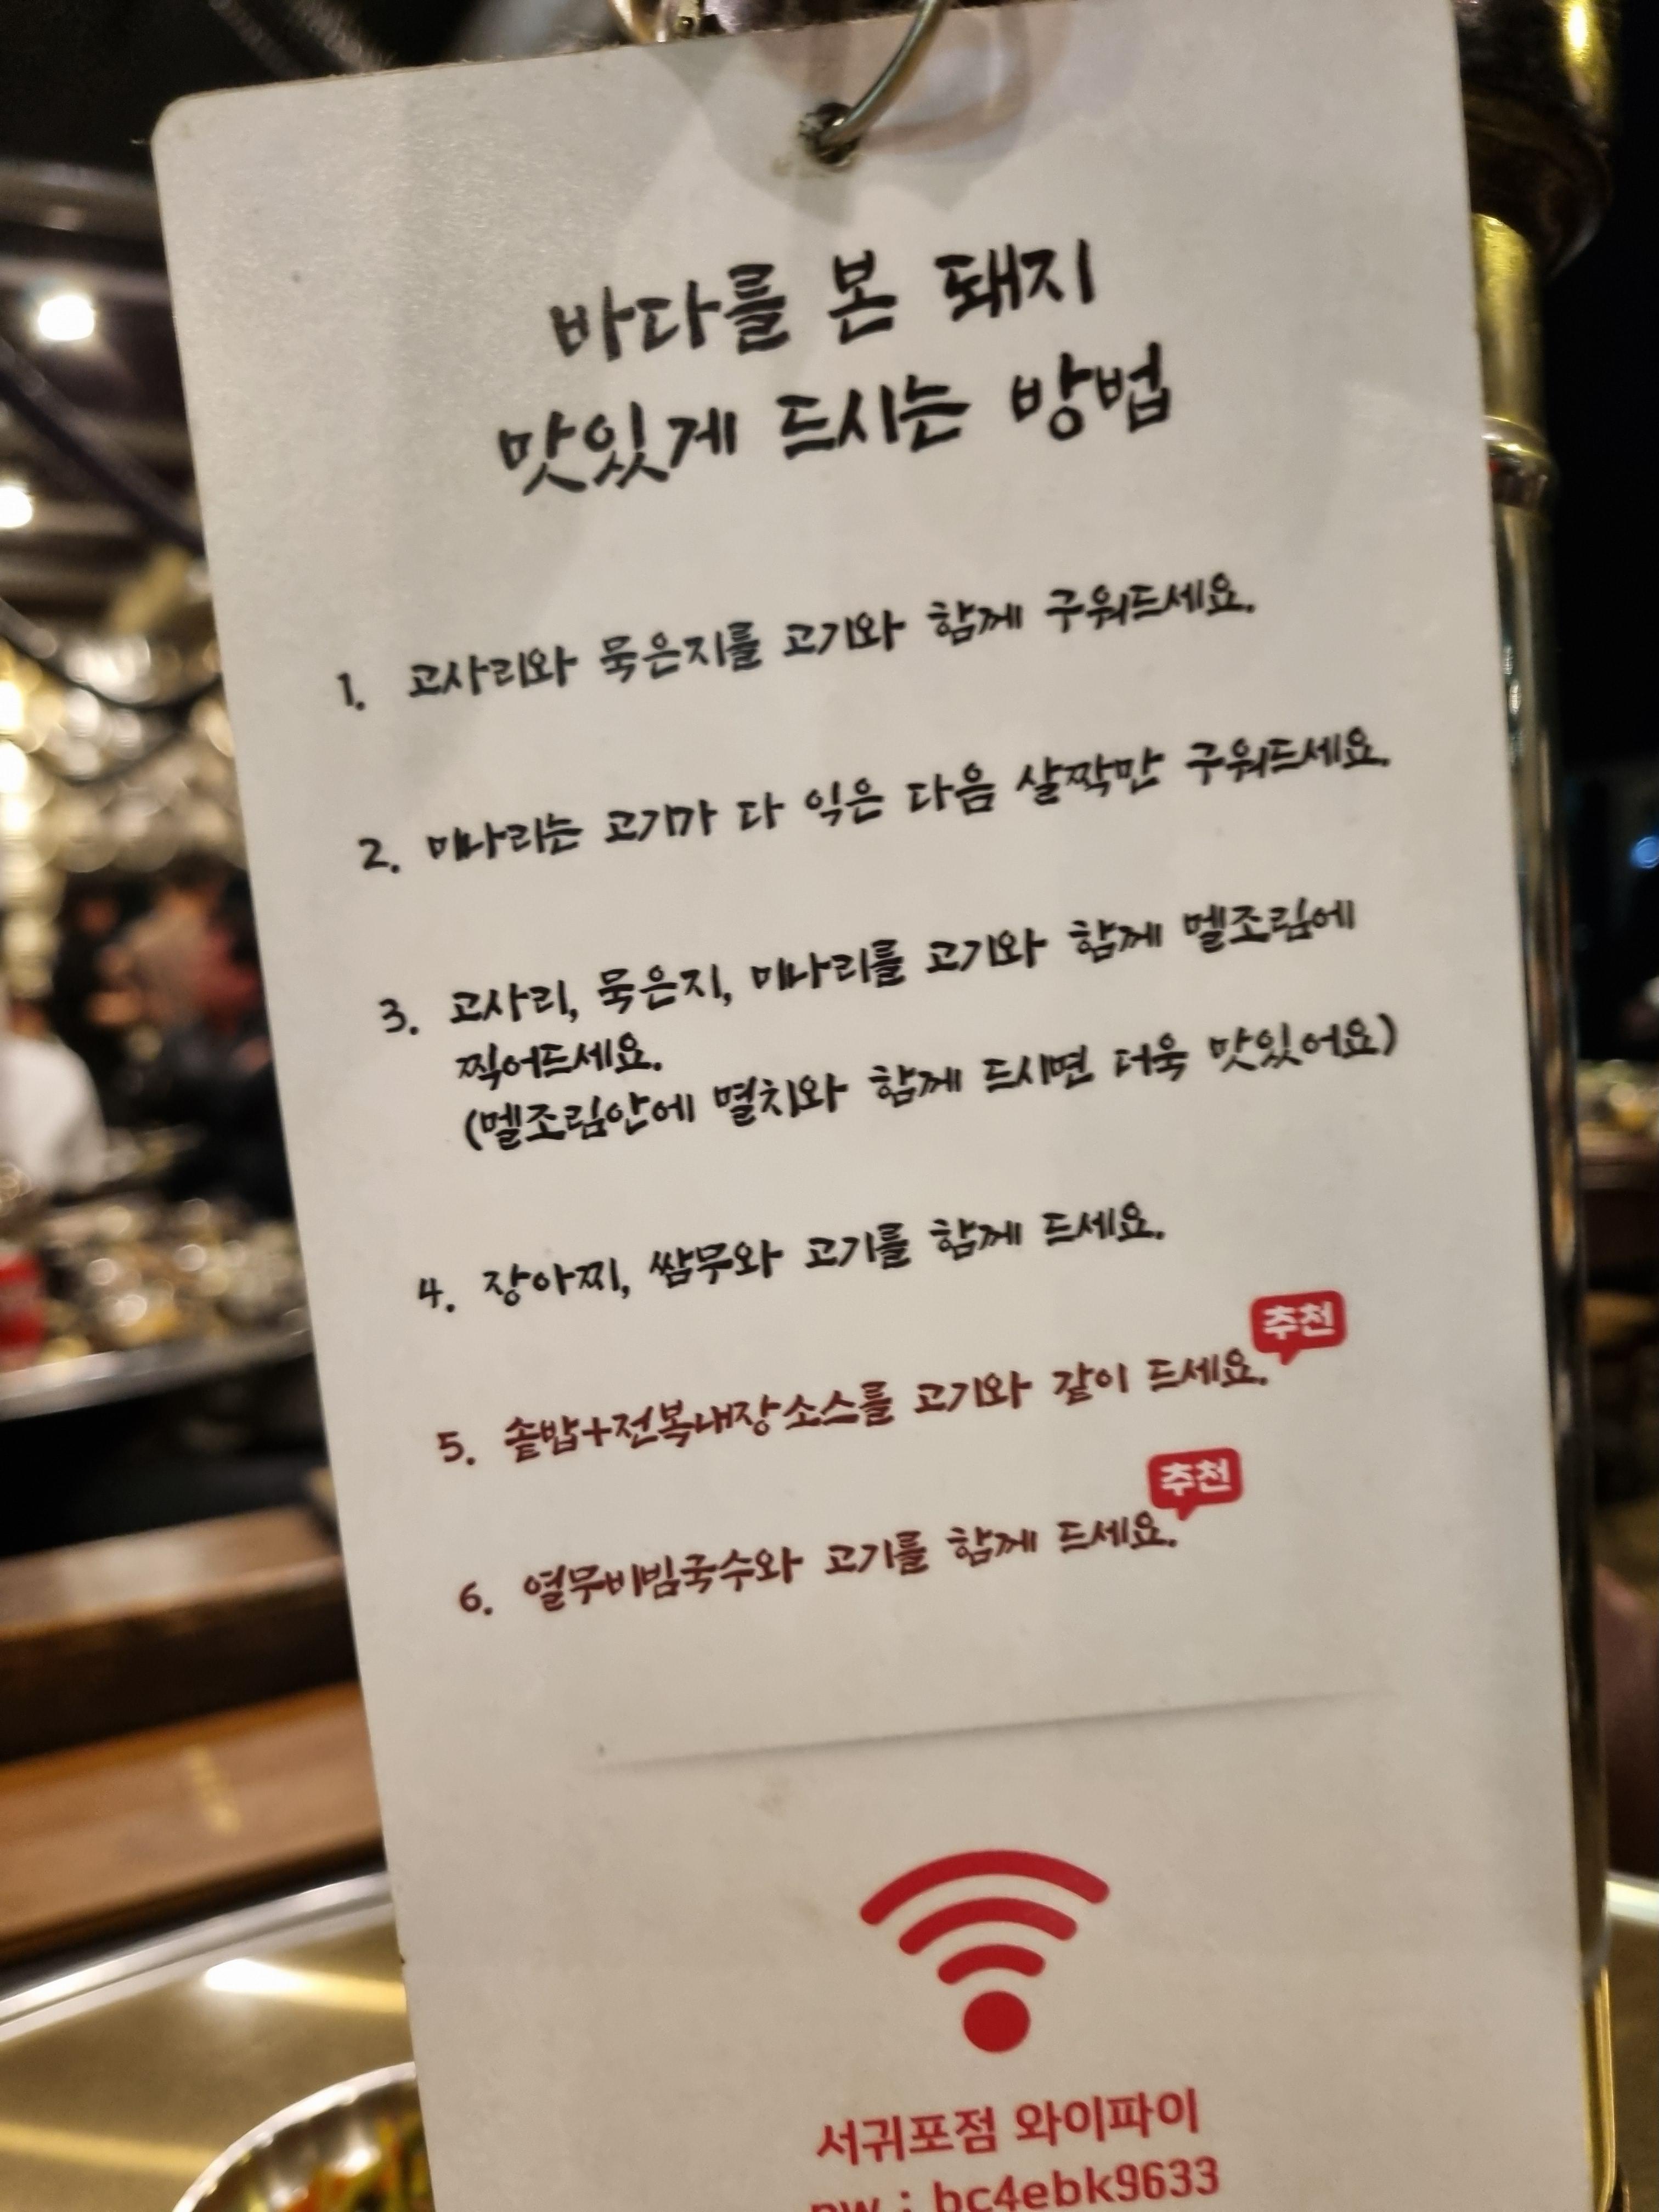 바다를 본 돼지
맛있게 드시는 방법
1. 고사리와 묵은지를 고기와 함께 구워드세요.
2. 미나리는 고기가 다 익은 다음 살짝만 구워드세요.
3. 고사리, 묵은지, 미나리를 고기와 함께 멜조림에
찍어드세요.
(멜조림안에 멸치와 함께 드시면 더욱 맛있어요)
4. 장아찌, 쌈무와 고기를 함께 드세요.
추천
5. 솥밥+전복내장소스를 고기와 같이 드세요.
추천
6. 열무비빔국수와 고기를 함께 드세요.
서귀포점 와이파이
pw : bc4ebk9633